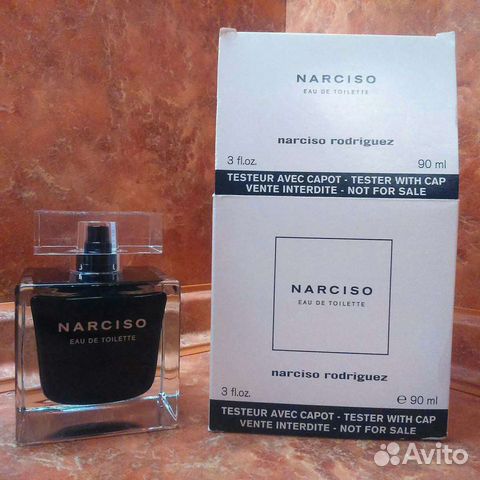 NARCISO
EAU DE TOILETTE
narciso rodriguez
3 fl.oz. 90 ml
TESTEUR AVEC CAPOT - TESTER WITH CAP
VENTE INTERDITE - NOT FOR SALE
NARCISO
EAU DE TOILETTE
narciso rodriguez
3 fl.oz. ℮ 90 ml
TESTEUR AVEC CAPOT - TESTER WITH CAP
VENTE INTERDITE - NOT FOR SALE
NARCISO
EAU DE TOILETTE
Avito